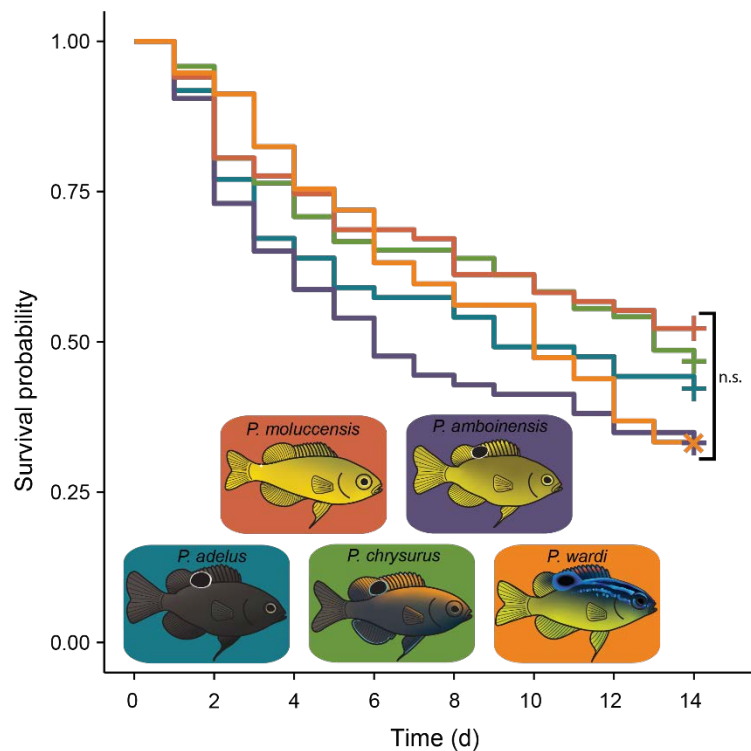 1.00
0.75
0.50
0.25
0.00
Survival probability
n.s.
P. moluccensis
P. amboinensis
P. adelus
P. chrysurus
P. wardi
0 2 4 6 8 10 12 14
Time (d)